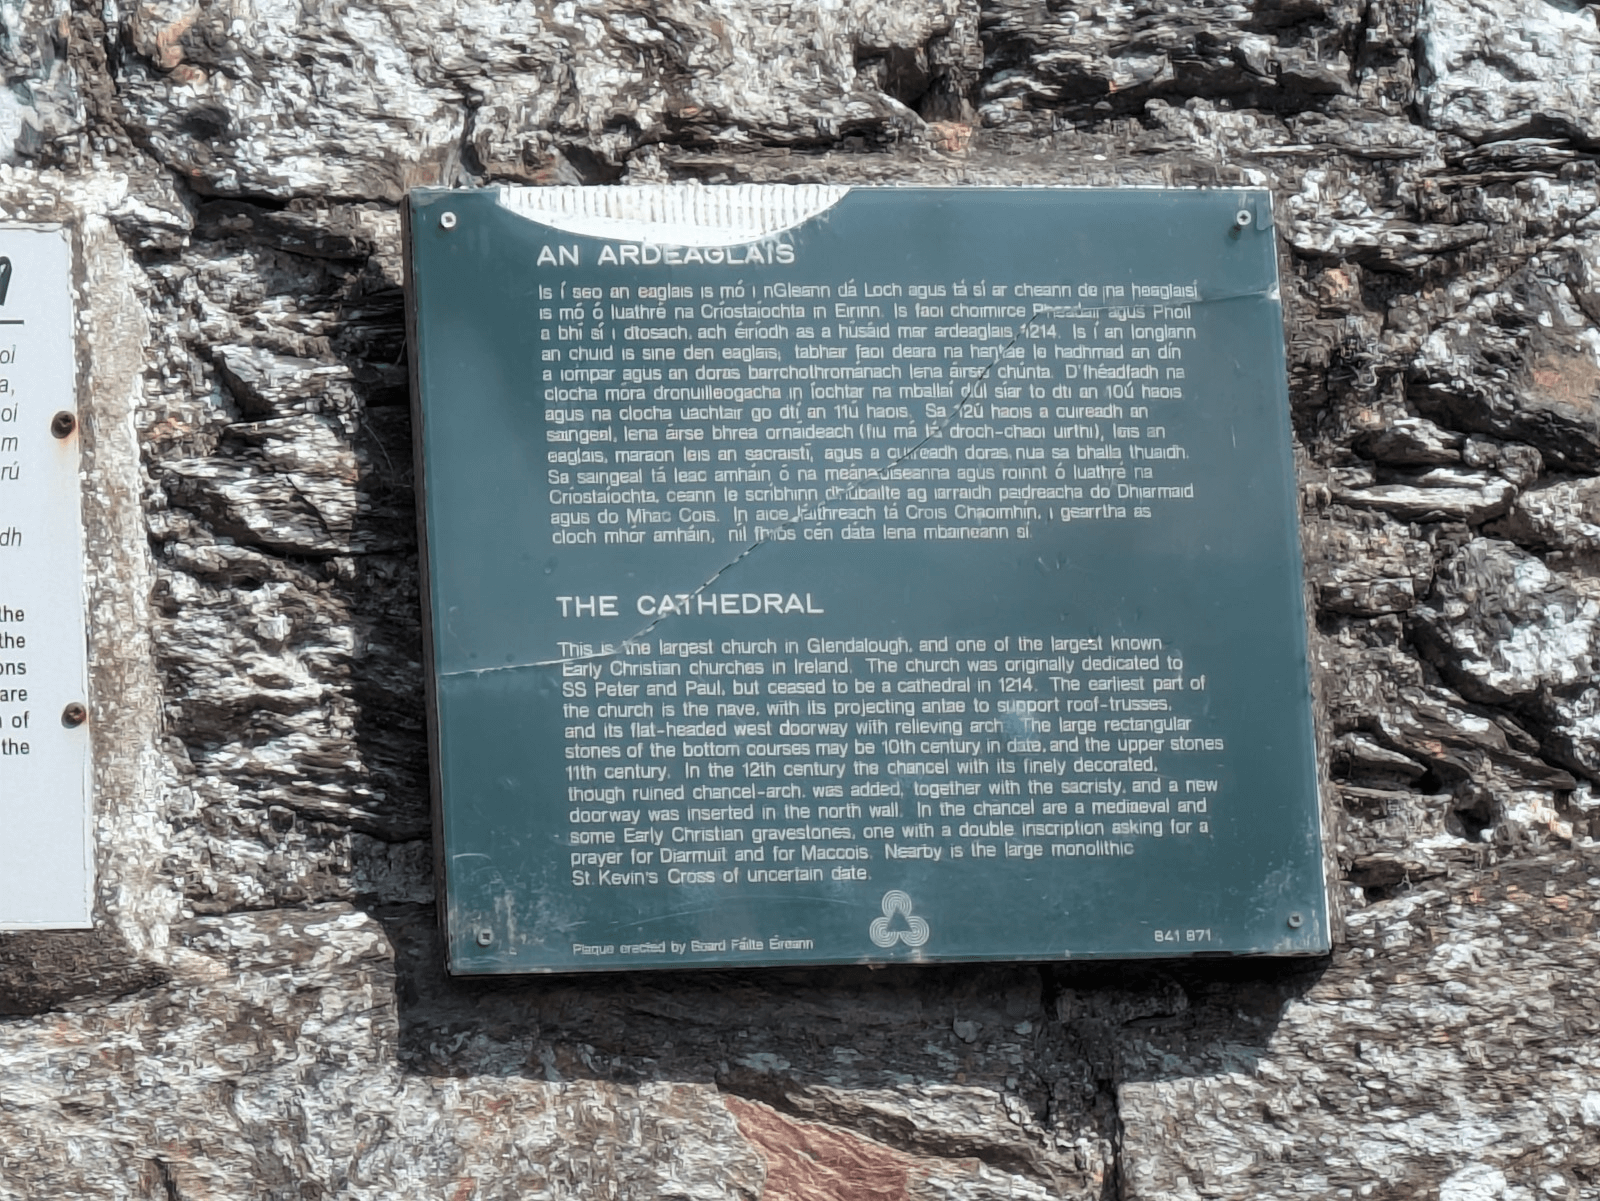 AN ARDEAGLAIS
Is í seo an eaglais is mó i nGleann dá Loch agus tá sí ar cheann de na heaglaisí
is mó ó luathré na Críostaíochta in Eirinn. Is faoi choimirce Pheadair agus Phóil
a bhí sí i dtosach, ach éiríodh as a húsáid mar ardeaglais 1214. Is í an longlann
an chuid is sine den eaglais; tabhair faoi deara na hantae le hadhmad an dín
a iompar agus an doras barrchothrománach lena áirse chúnta. D'fhéadfadh na
clocha móra dronuilleogacha in íochtar na mballaí dul siar to dtí an 10ú haois
agus na clocha uachtair go dtí an 11ú haois. Sa 12ú haois a cuireadh an
saingeal, lena áirse bhrea ornáideach (fiu má tá droch-chaoi uirthi), leis an
eaglais, maraon leis an sacraistí, agus a cuireadh doras nua sa bhalla thuaidh.
Sa saingeal tá leac amháin ó na meánaoiseanna agus roinnt ó luathré na
Críostaíochta, ceann le scríbhinn dhúbailte ag iarraidh paidreacha do Dhiarmaid
agus do Mhac Cois. In aice láithreach tá Crois Chaoimhín, i gearrtha as
cloch mhór amháin, níl fhios cén dáta lena mbaineann sí.
THE CATHEDRAL
This is the largest church in Glendalough, and one of the largest known
Early Christian churches in Ireland. The church was originally dedicated to
SS Peter and Paul, but ceased to be a cathedral in 1214. The earliest part of
the church is the nave, with its projecting antae to support roof-trusses,
and its flat-headed west doorway with relieving arch. The large rectangular
stones of the bottom courses may be 10th century in date, and the upper stones
11th century. In the 12th century the chancel with its finely decorated,
though ruined chancel-arch, was added, together with the sacristy, and a new
doorway was inserted in the north wall. In the chancel are a mediaeval and
some Early Christian gravestones, one with a double inscription asking for a
prayer for Diarmuit and for Maccois. Nearby is the large monolithic
St. Kevin's Cross of uncertain date.
Plaque erected by Board Fáilte Éireann
841 871
oi
a,
oi
m
rú
dh
the
the
ons
are
of
the